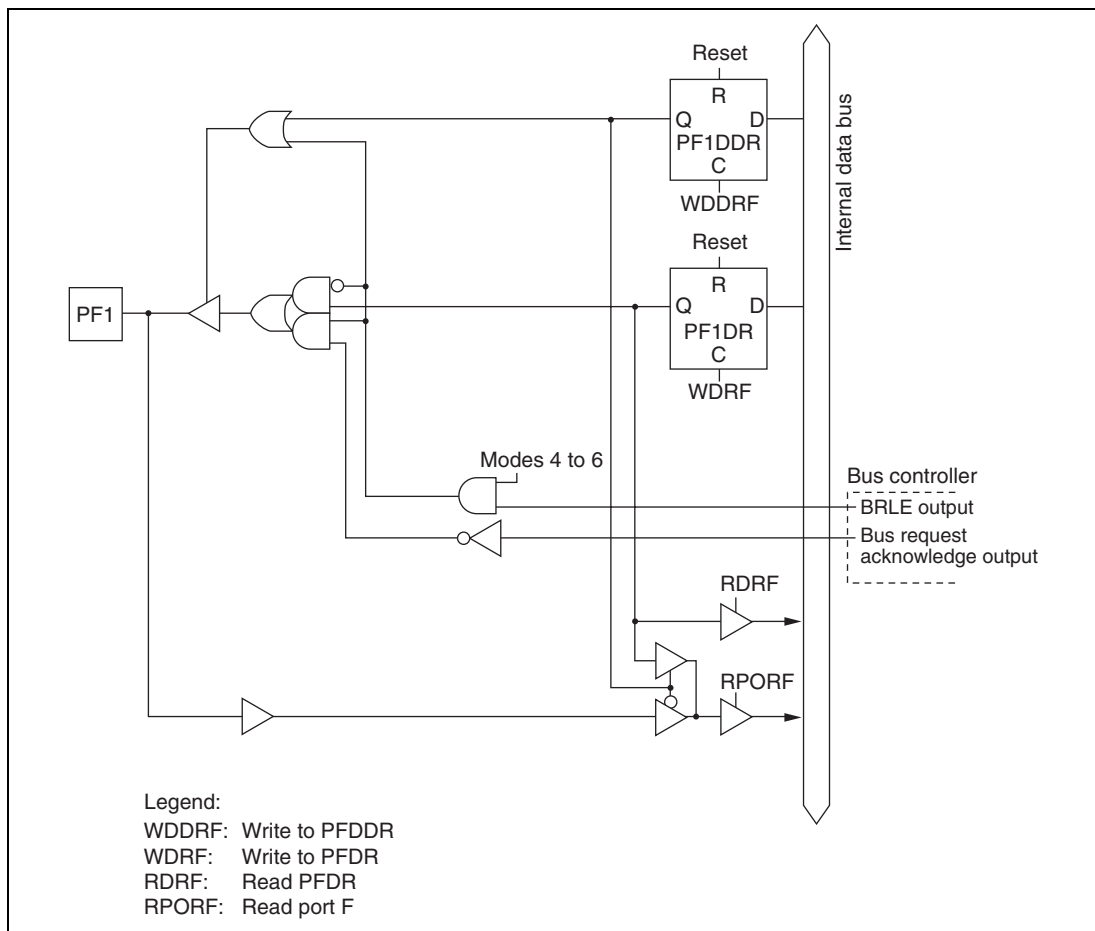 Reset
R
Q D
PF1DDR
C
WDDRF
Internal data bus
Reset
R
Q D
PF1DR
C
WDRF
PF1
Modes 4 to 6
Bus controller
BRLE output
Bus request
acknowledge output
RDRF
RPORF
Legend:
WDDRF: Write to PFDDR
WDRF: Write to PFDR
RDRF: Read PFDR
RPORF: Read port F